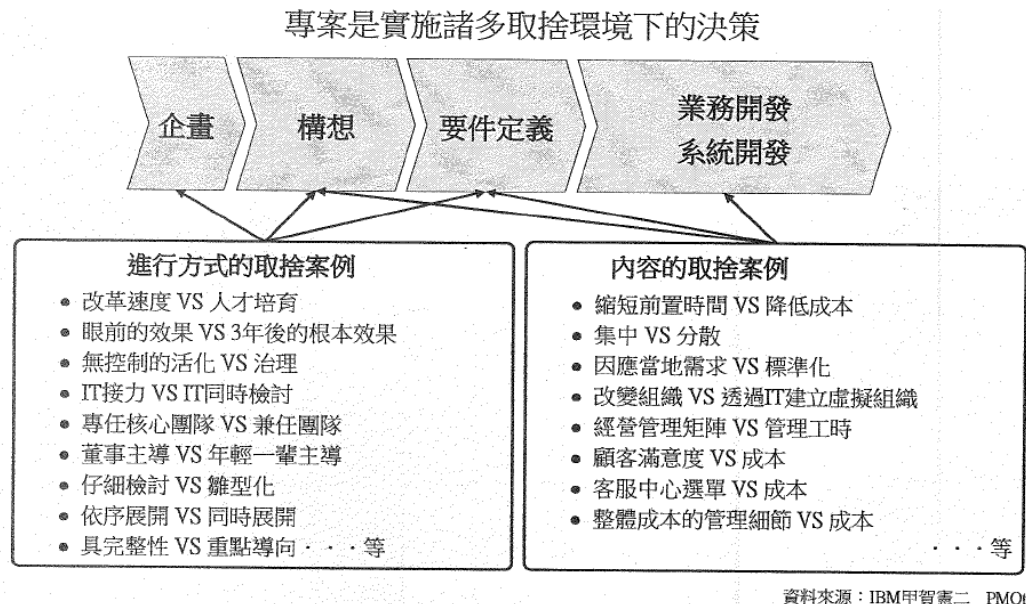 專案是實施諸多取捨環境下的決策
企畫
構想
要件定義
業務開發
系統開發
進行方式的取捨案例
• 改革速度 VS 人才培育
• 眼前的效果 VS 3年後的根本效果
• 無控制的活化 VS 治理
• IT接力 VS IT同時檢討
• 專任核心團隊 VS 兼任團隊
• 董事主導 VS 年輕一輩主導
• 仔細檢討 VS 雛型化
• 依序展開 VS 同時展開
• 具完整性 VS 重點導向‧‧‧等
內容的取捨案例
• 縮短前置時間 VS 降低成本
• 集中 VS 分散
• 因應當地需求 VS 標準化
• 改變組織 VS 透過IT建立虛擬組織
• 經營管理矩陣 VS 管理工時
• 顧客滿意度 VS 成本
• 客服中心選單 VS 成本
• 整體成本的管理細節 VS 成本
‧‧‧等
資料來源：IBM甲賀憲二 PMO